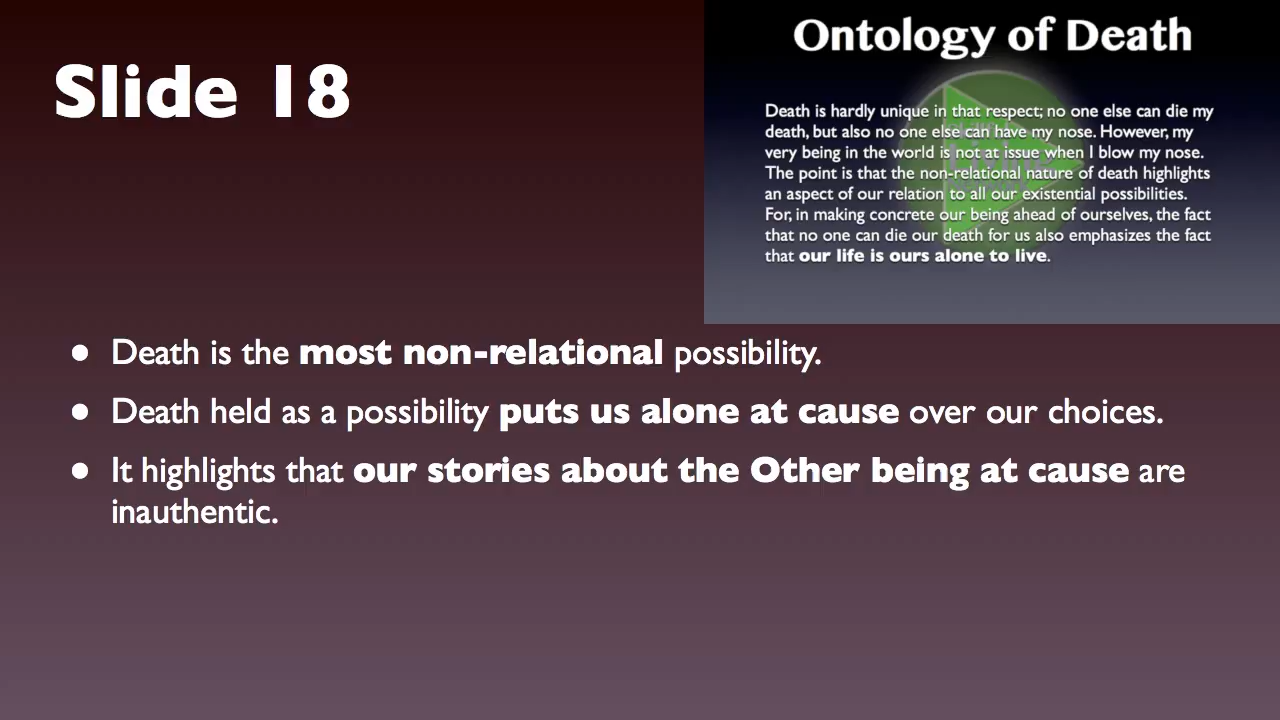 Slide 18
Ontology of Death
Death is hardly unique in that respect; no one else can die my
death, but also no one else can have my nose. However, my
very being in the world is not at issue when I blow my nose.
The point is that the non-relational nature of death highlights
an aspect of our relation to all our existential possibilities.
For, in making concrete our being ahead of ourselves, the fact
that no one can die our death for us also emphasizes the fact
that our life is ours alone to live.
● Death is the most non-relational possibility.
● Death held as a possibility puts us alone at cause over our choices.
● It highlights that our stories about the Other being at cause are
inauthentic.